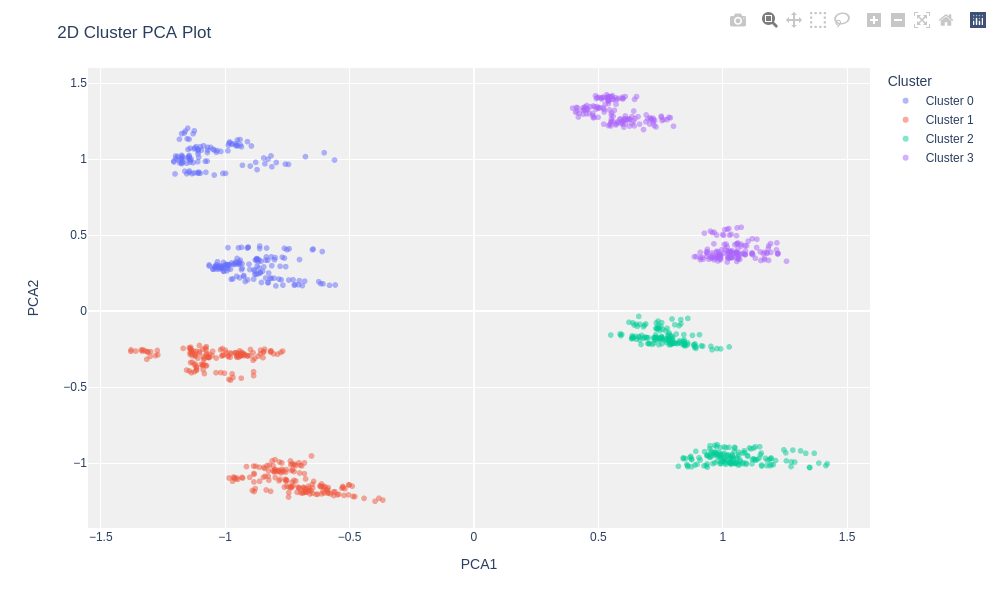 2D Cluster PCA Plot
Cluster
Cluster 0
Cluster 1
Cluster 2
Cluster 3
1.5
1
0.5
0
−0.5
−1
PCA2
−1.5
−1
−0.5
0
0.5
1
1.5
PCA1